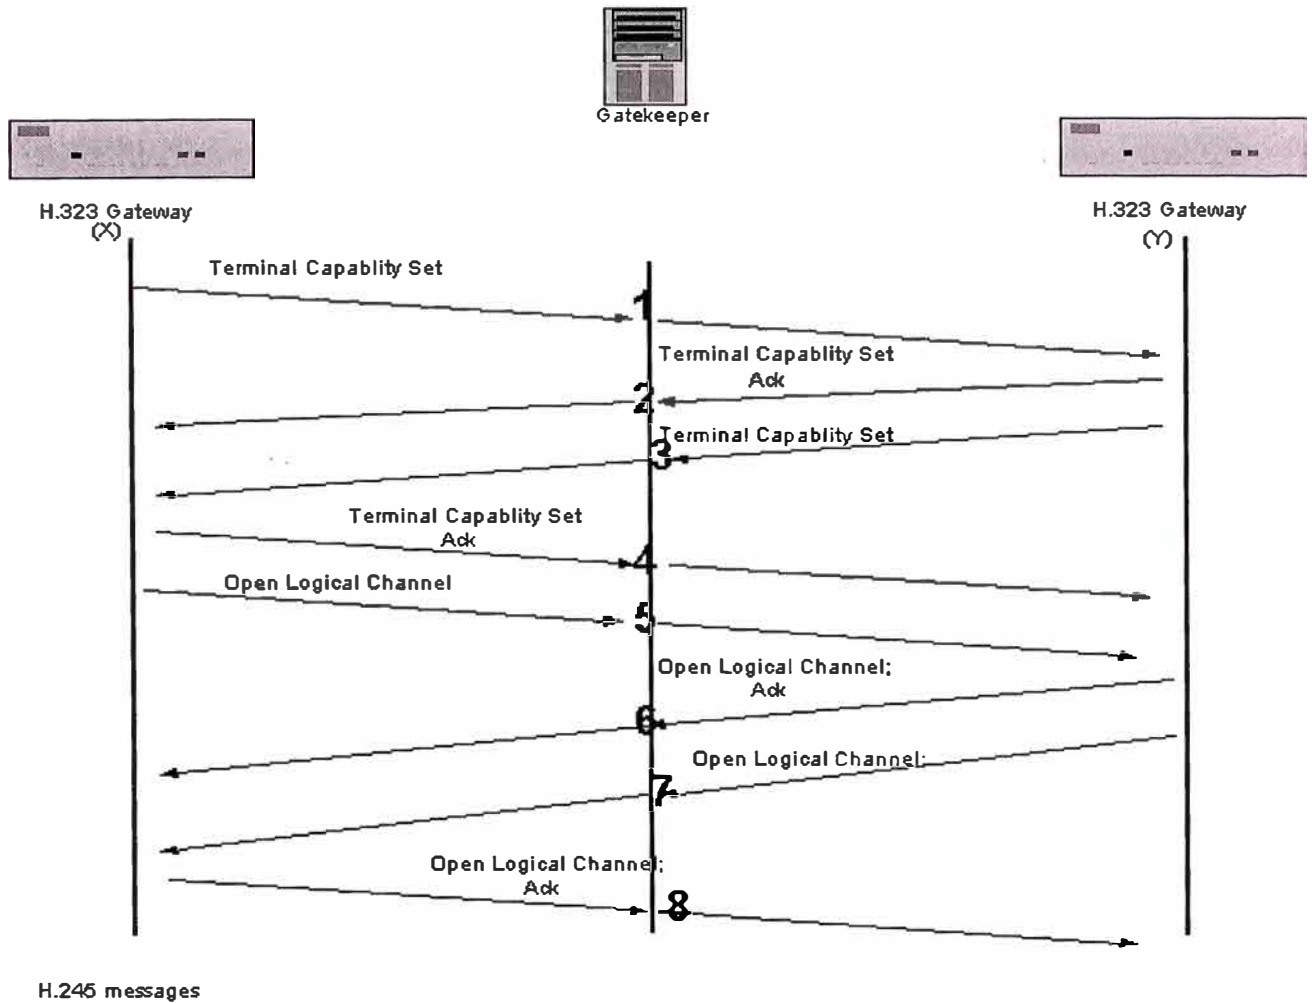 Gatekeeper
H.323 Gateway
(X)
H.323 Gateway
(Y)
Terminal Capablity Set
1
Terminal Capablity Set
Ack
2
Terminal Capablity Set
3
Terminal Capablity Set
Ack
4
Open Logical Channel
5
Open Logical Channel;
Ack
6
Open Logical Channel;
7
Open Logical Channel;
Ack
8
H.245 messages